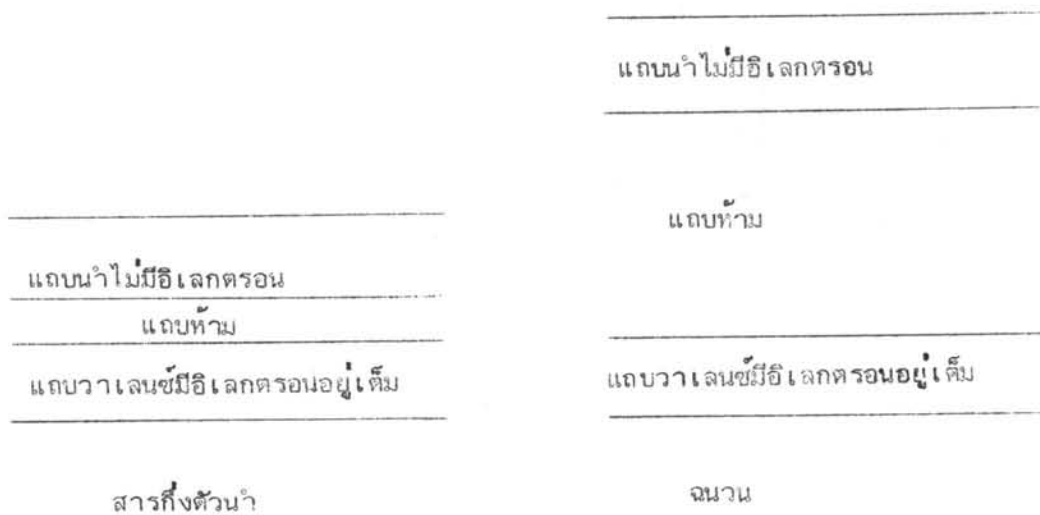 แถบนำไม่มีอิเลกตรอน
แถบห้าม
แถบนำไม่มีอิเลกตรอน
แถบห้าม
แถบวาเลนซ์มีอิเลกตรอนอยู่เต็ม
แถบวาเลนซ์มีอิเลกตรอนอยู่เต็ม
สารกึ่งตัวนำ
ฉนวน